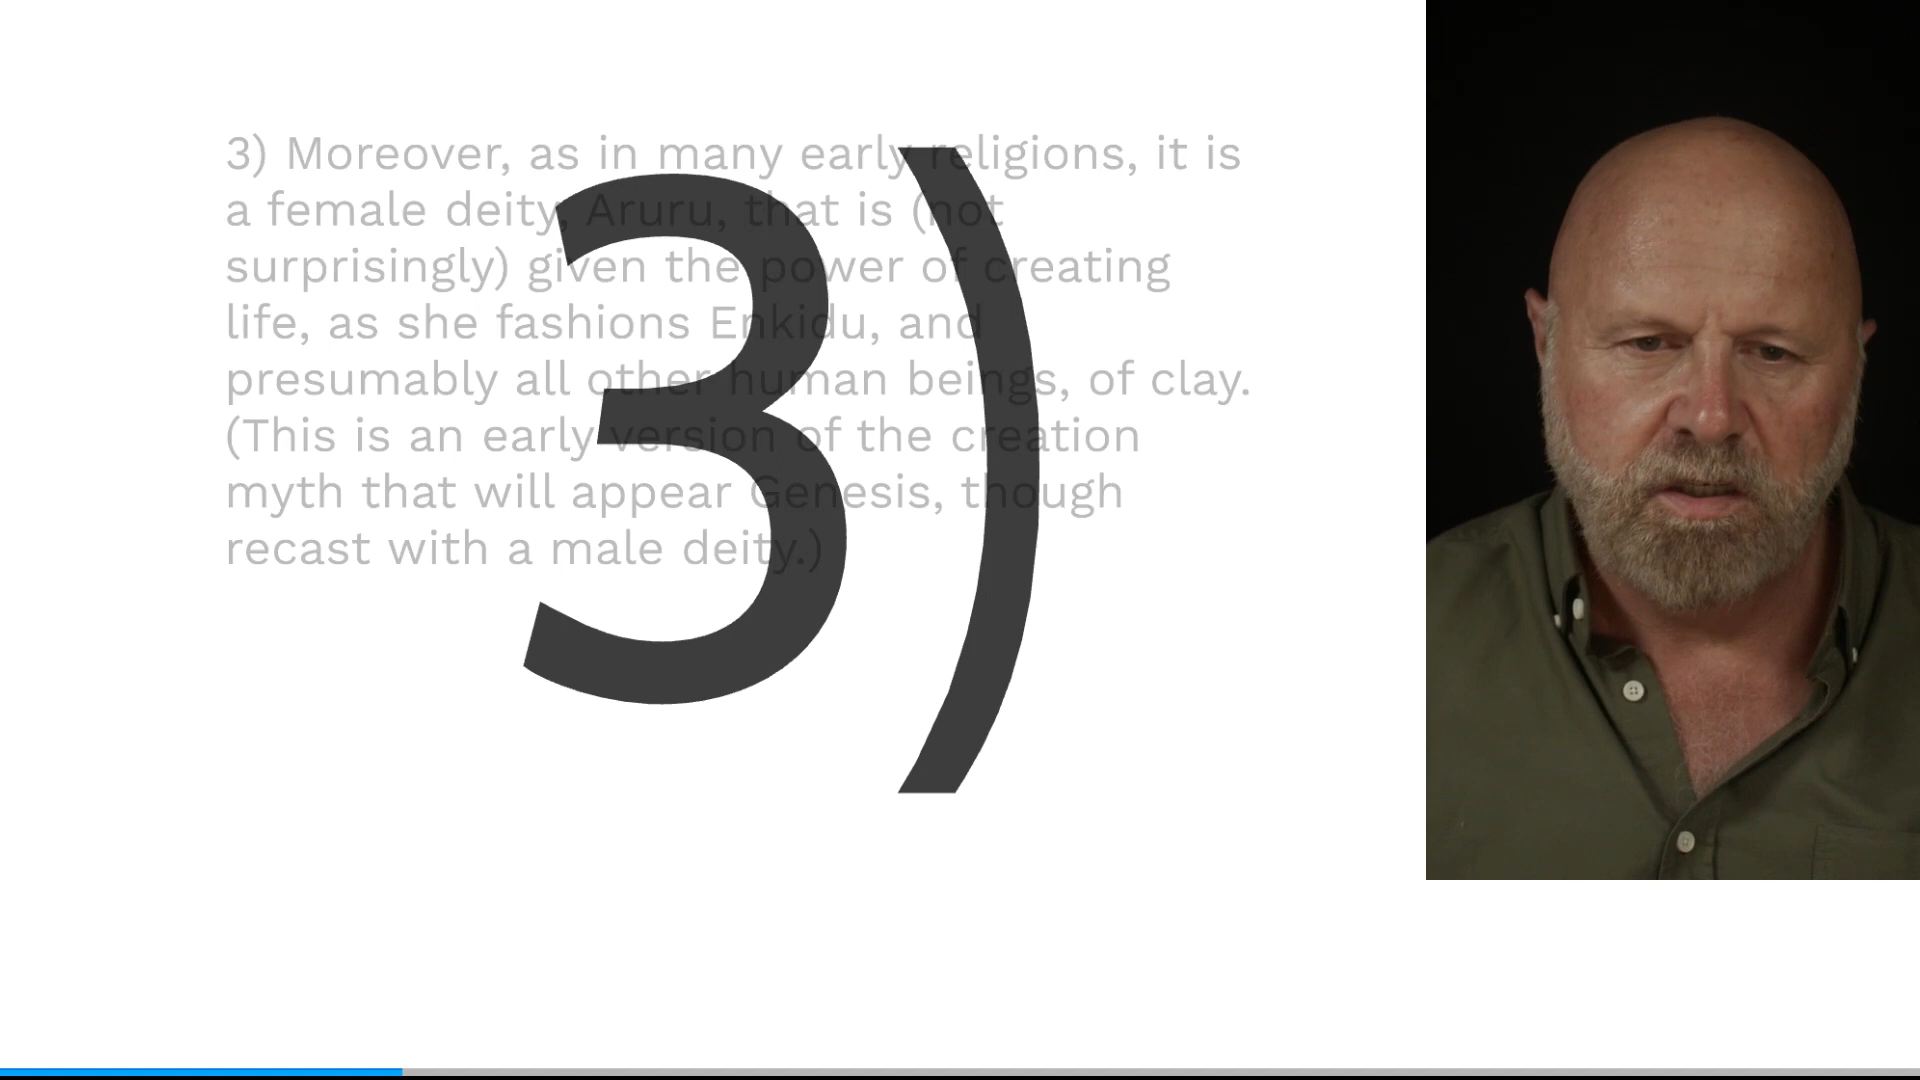 3) Moreover, as in many early religions, it is
a female deity, Aruru, that is (not
surprisingly) given the power of creating
life, as she fashions Enkidu, and
presumably all other human beings, of clay.
(This is an early version of the creation
myth that will appear Genesis, though
recast with a male deity.)
3)